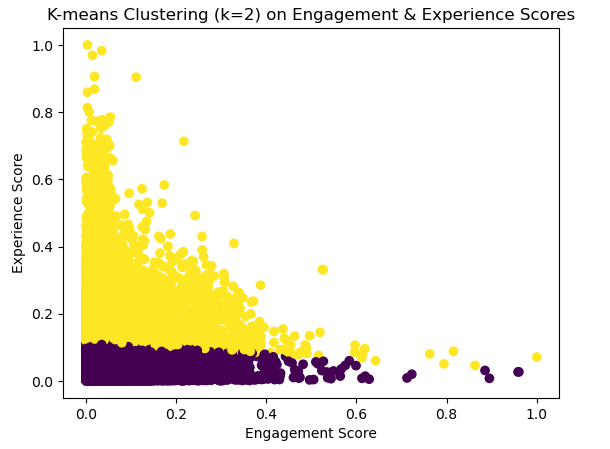 K-means Clustering (k=2) on Engagement & Experience Scores
1.0
0.8
0.6
0.4
0.2
0.0
Experience Score
0.0 0.2 0.4 0.6 0.8 1.0
Engagement Score